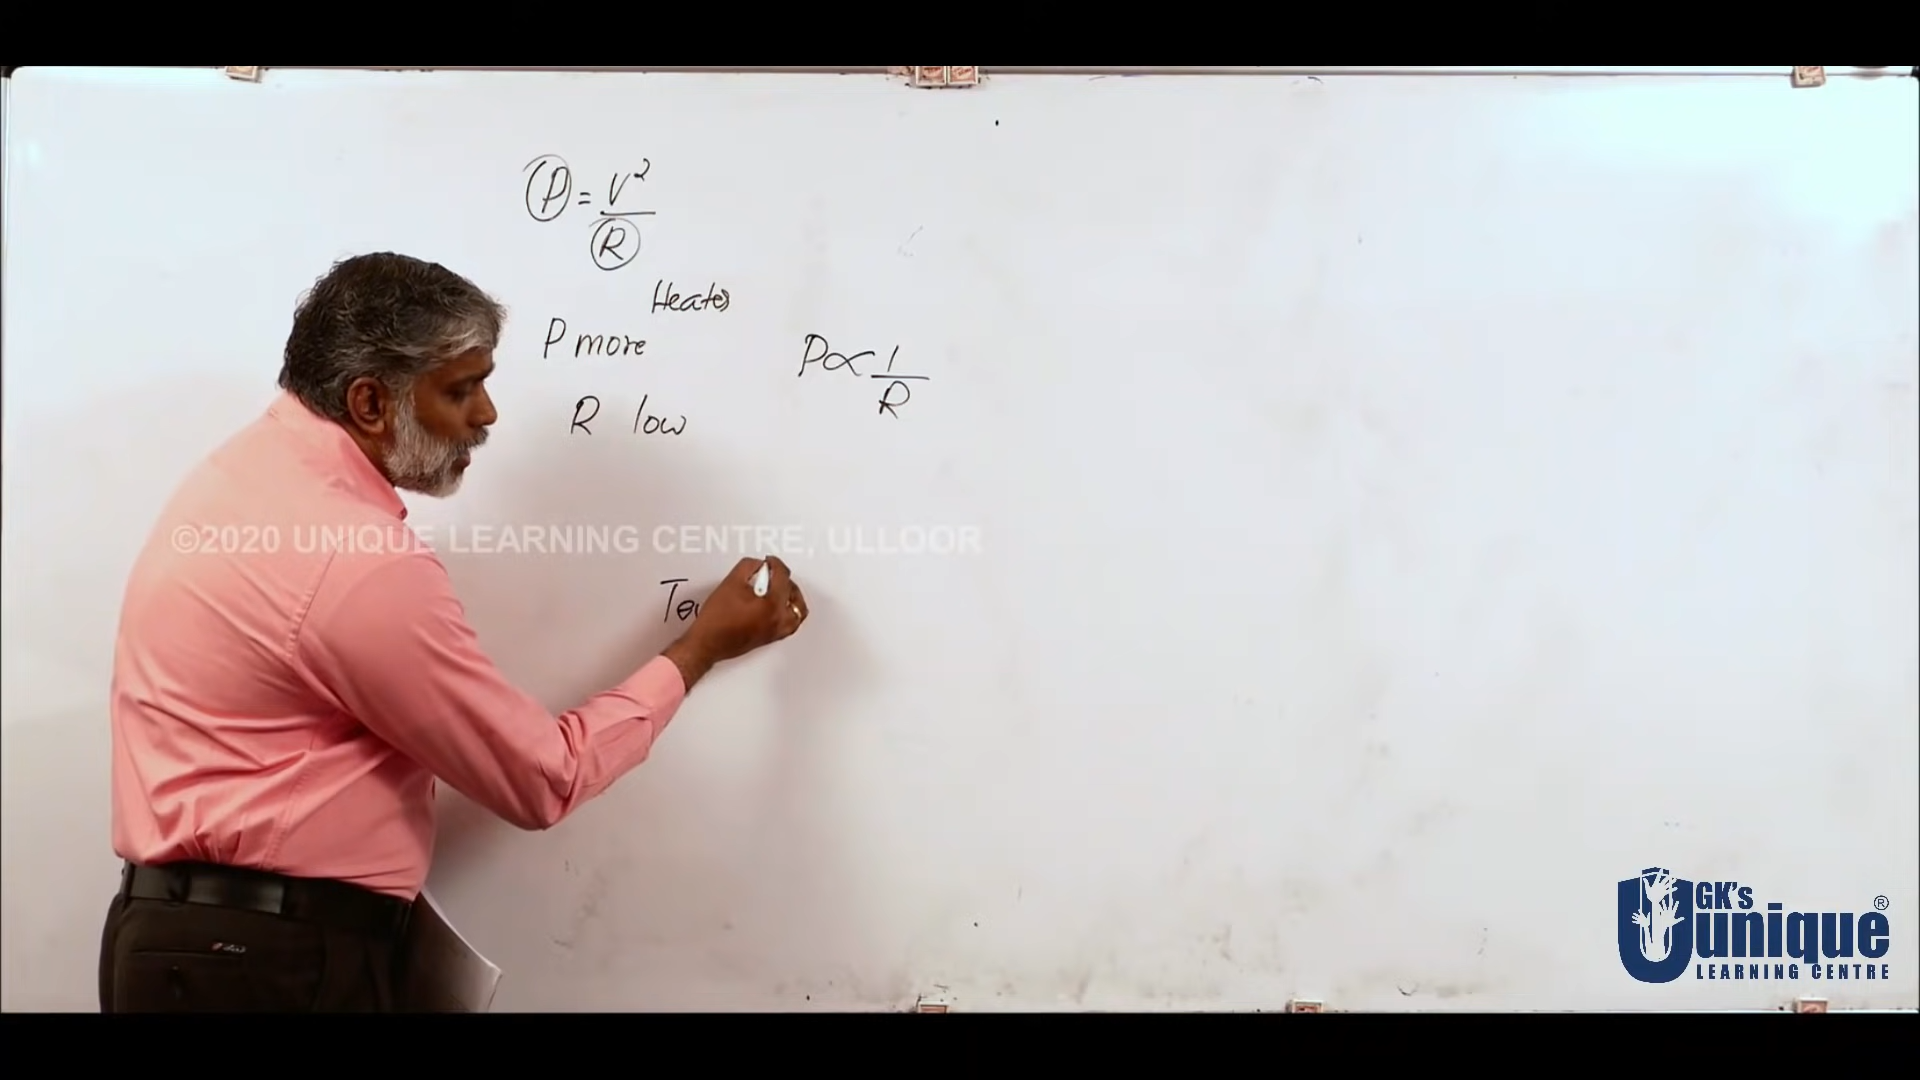 P = V²
R
Heater
P more
P ∝ 1
R
R low
©2020 UNIQUE LEARNING CENTRE, ULLOOR
GK's
unique®
LEARNING CENTRE